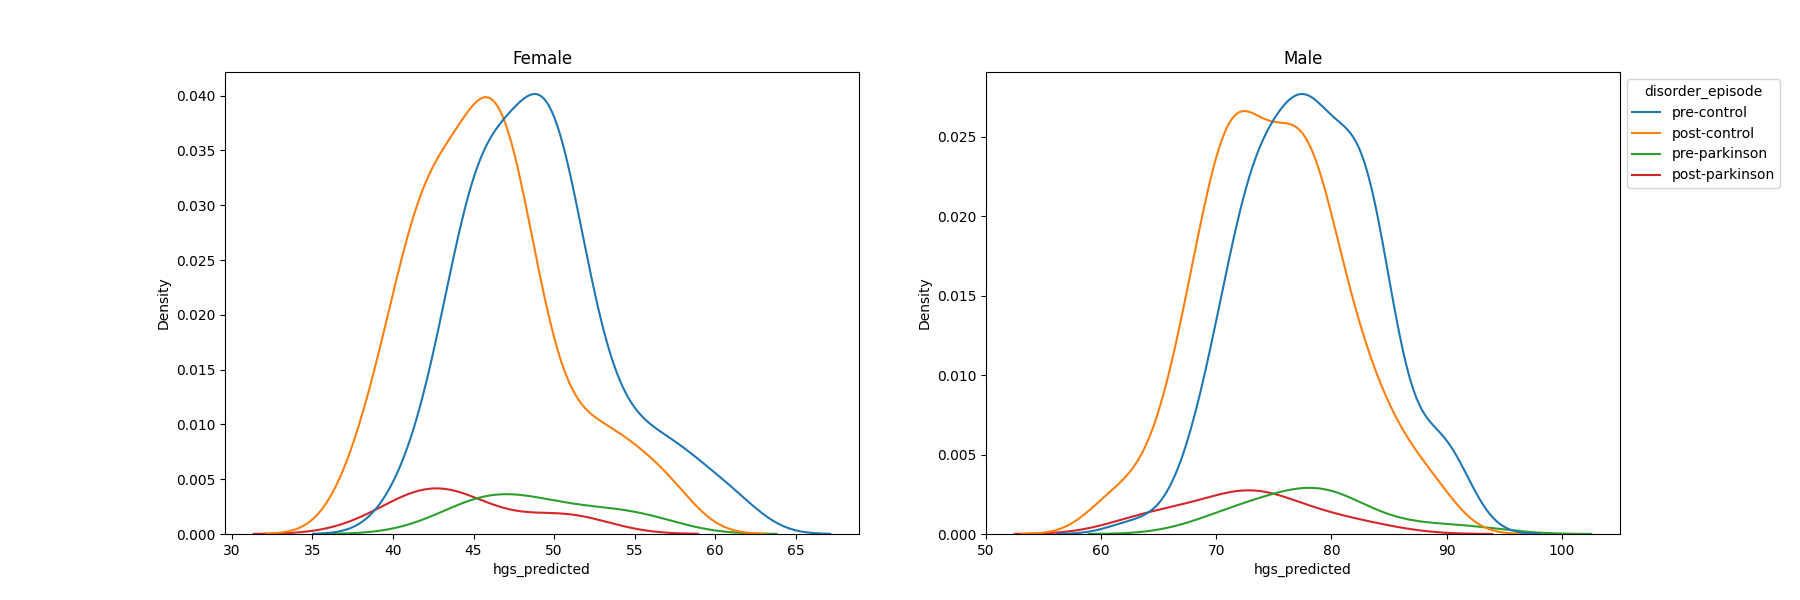 Female
Male
0.040
0.035
0.030
0.025
0.020
0.015
0.010
0.005
0.000
Density
30
35
40
45
50
55
60
65
hgs_predicted
0.025
0.020
0.015
0.010
0.005
0.000
Density
50
60
70
80
90
100
hgs_predicted
disorder_episode
pre-control
post-control
pre-parkinson
post-parkinson